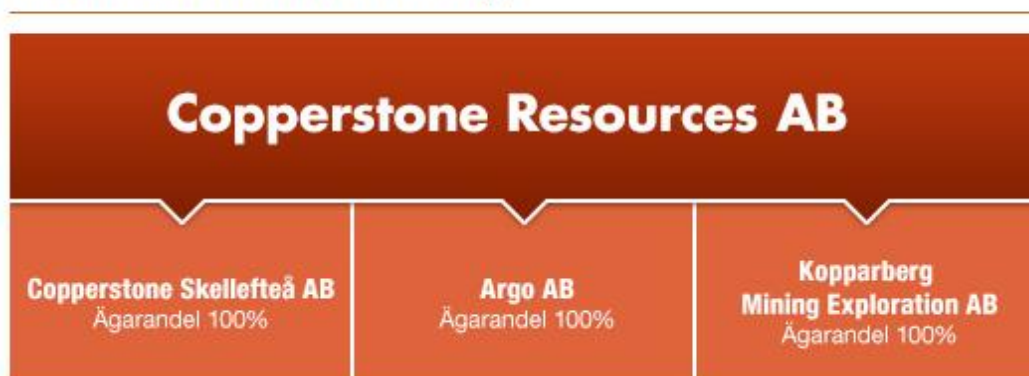 Copperstone Resources AB
Copperstone Skellefteå AB
Ägarandel 100%
Argo AB
Ägarandel 100%
Kopparberg
Mining Exploration AB
Ägarandel 100%